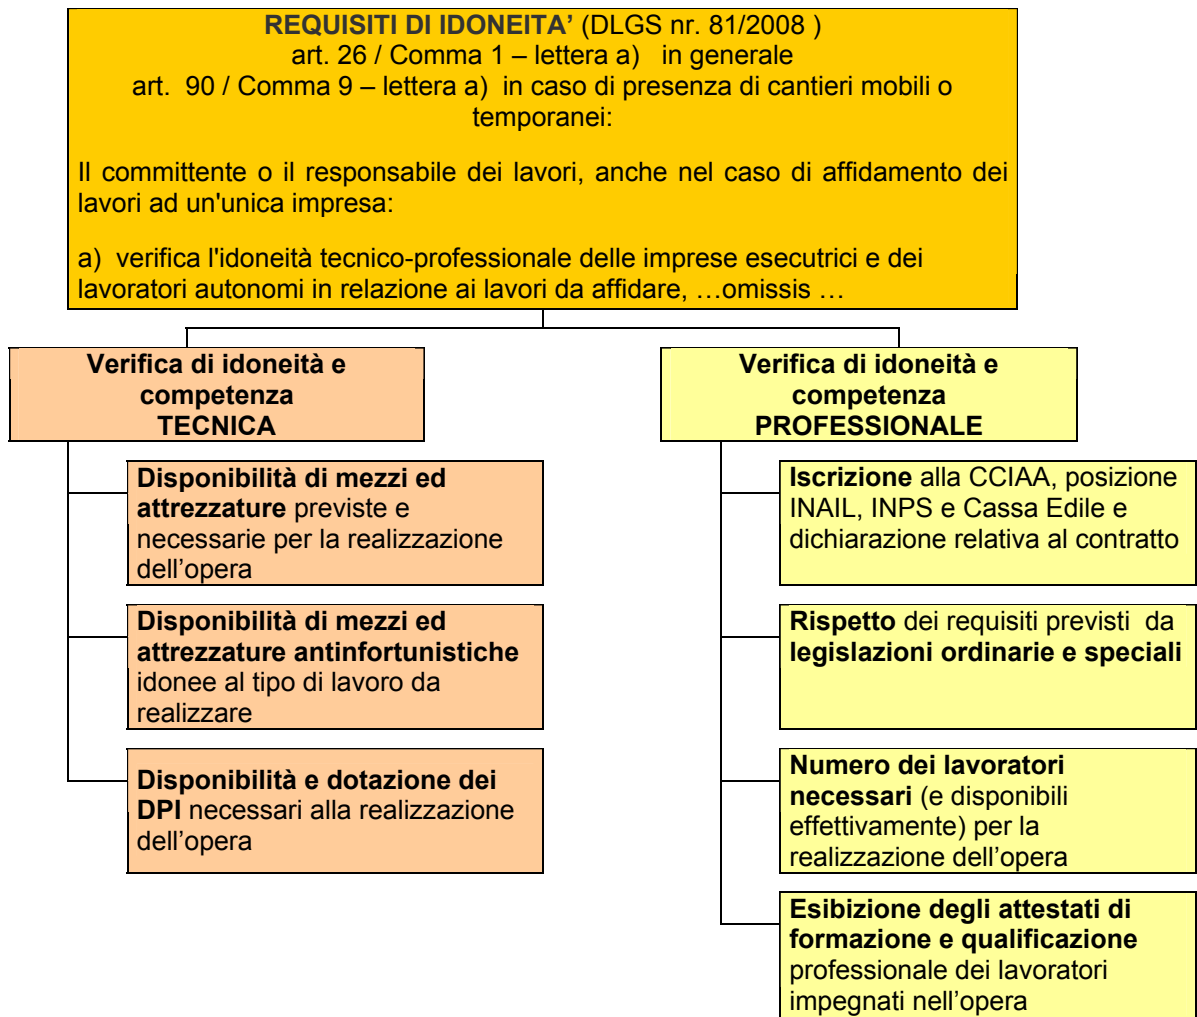 REQUISITI DI IDONEITA’ (DLGS nr. 81/2008 )
art. 26 / Comma 1 – lettera a) in generale
art. 90 / Comma 9 – lettera a) in caso di presenza di cantieri mobili o
temporanei:
Il committente o il responsabile dei lavori, anche nel caso di affidamento dei
lavori ad un'unica impresa:
a) verifica l'idoneità tecnico-professionale delle imprese esecutrici e dei
lavoratori autonomi in relazione ai lavori da affidare, …omissis …
Verifica di idoneità e
competenza
TECNICA
Disponibilità di mezzi ed
attrezzature previste e
necessarie per la realizzazione
dell’opera
Disponibilità di mezzi ed
attrezzature antinfortunistiche
idonee al tipo di lavoro da
realizzare
Disponibilità e dotazione dei
DPI necessari alla realizzazione
dell’opera
Verifica di idoneità e
competenza
PROFESSIONALE
Iscrizione alla CCIAA, posizione
INAIL, INPS e Cassa Edile e
dichiarazione relativa al contratto
Rispetto dei requisiti previsti da
legislazioni ordinarie e speciali
Numero dei lavoratori
necessari (e disponibili
effettivamente) per la
realizzazione dell’opera
Esibizione degli attestati di
formazione e qualificazione
professionale dei lavoratori
impegnati nell’opera